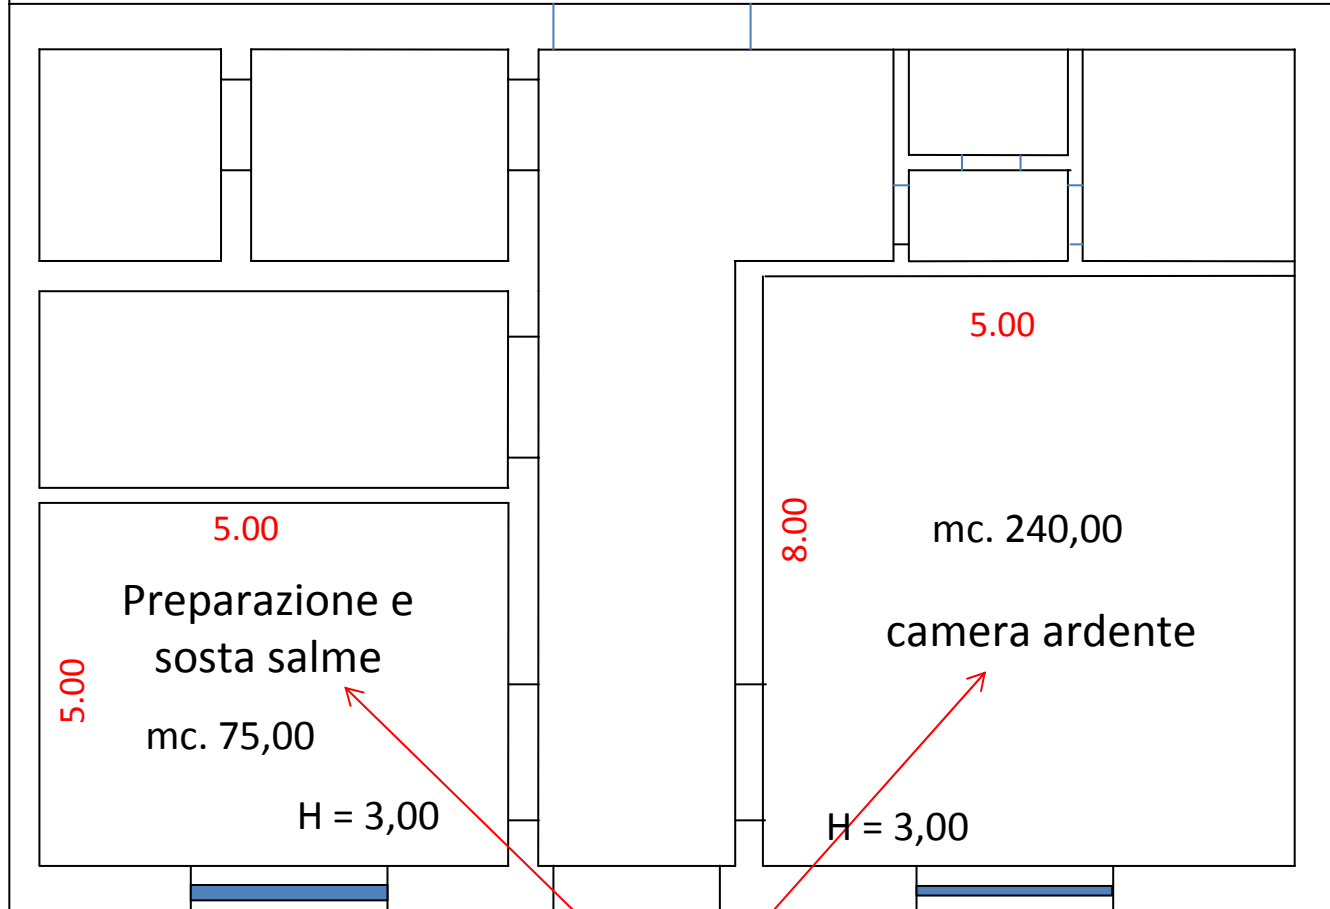 5.00
5.00
Preparazione e
sosta salme
5.00
mc. 75,00
H = 3,00
8.00
mc. 240,00
camera ardente
H = 3,00